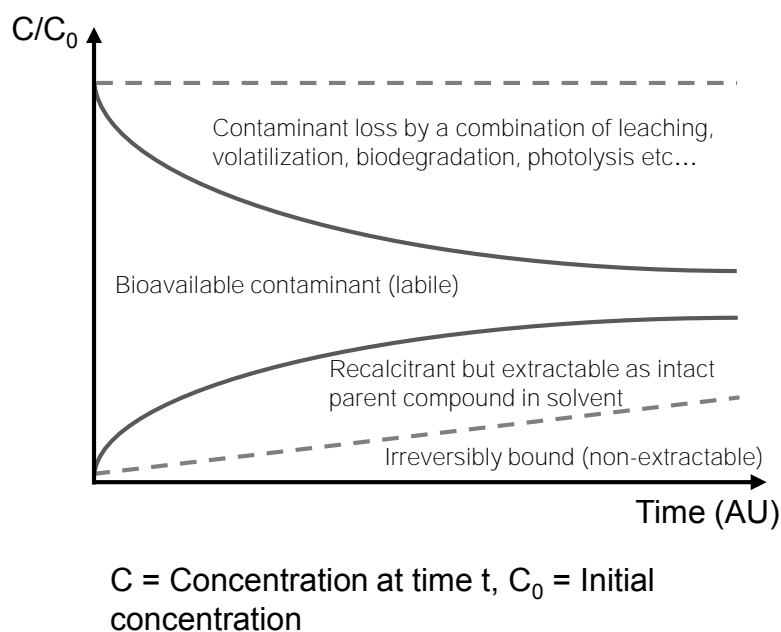 C/C₀
Contaminant loss by a combination of leaching,
volatilization, biodegradation, photolysis etc…
Bioavailable contaminant (labile)
Recalcitrant but extractable as intact
parent compound in solvent
Irreversibly bound (non-extractable)
Time (AU)
C = Concentration at time t, C₀ = Initial
concentration